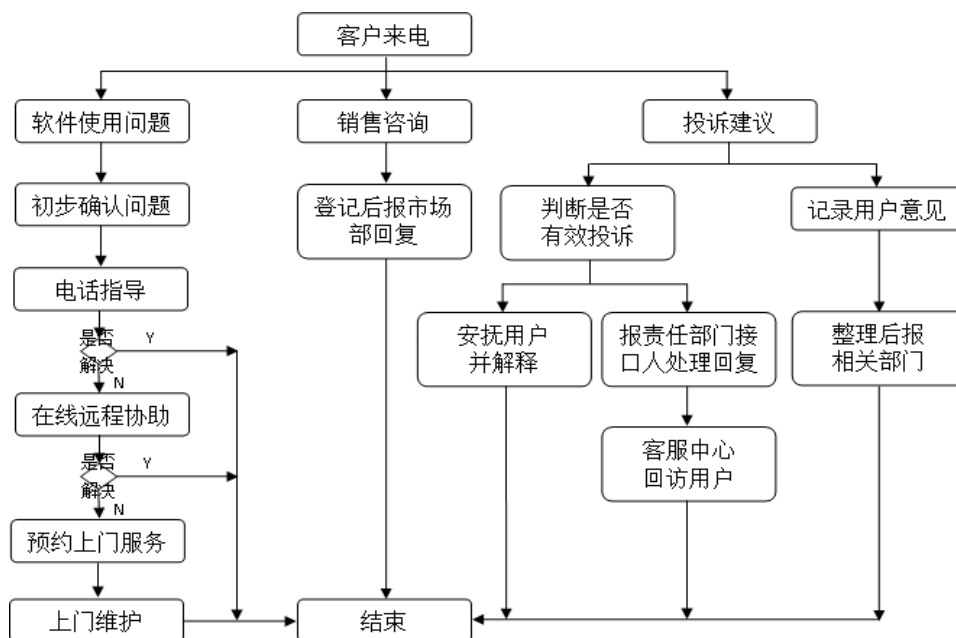 客户来电
软件使用问题
销售咨询
投诉建议
初步确认问题
登记后报市场
部回复
判断是否
有效投诉
记录用户意见
电话指导
安抚用户
并解释
报责任部门接
口人处理回复
整理后报
相关部门
是否
解决
Y
N
在线远程协助
客服中心
回访用户
是否
解决
Y
N
预约上门服务
上门维护
结束